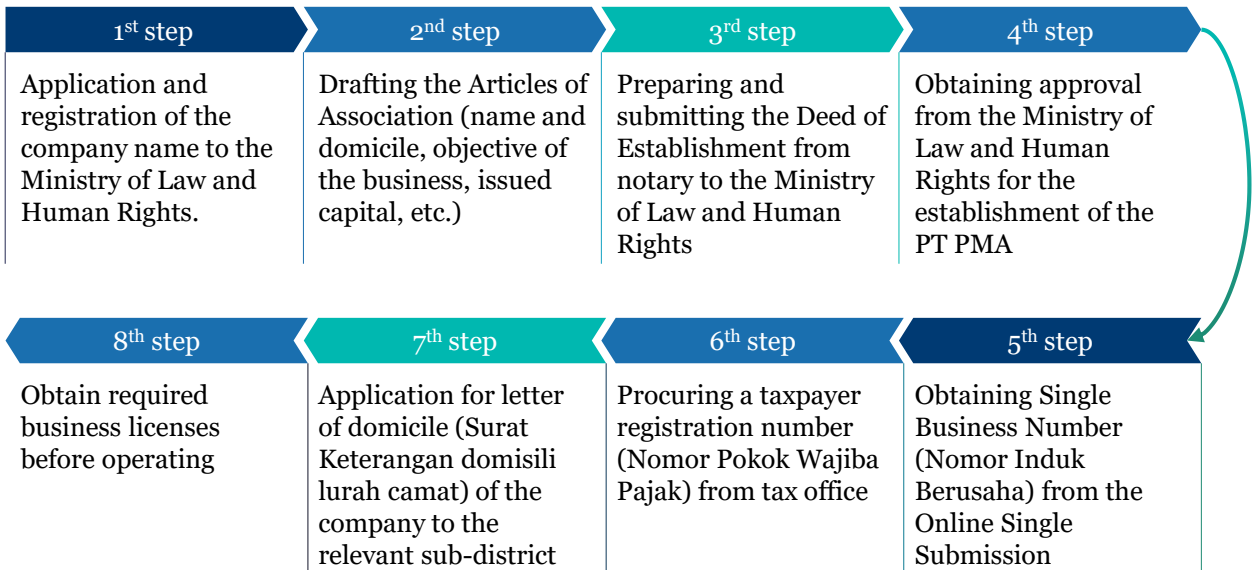 1st step
Application and
registration of the
company name to the
Ministry of Law and
Human Rights.
2nd step
Drafting the Articles of
Association (name and
domicile, objective of
the business, issued
capital, etc.)
3rd step
Preparing and
submitting the Deed of
Establishment from
notary to the Ministry
of Law and Human
Rights
4th step
Obtaining approval
from the Ministry of
Law and Human
Rights for the
establishment of the
PT PMA
5th step
Obtaining Single
Business Number
(Nomor Induk
Berusaha) from the
Online Single
Submission
6th step
Procuring a taxpayer
registration number
(Nomor Pokok Wajiba
Pajak) from tax office
7th step
Application for letter
of domicile (Surat
Keterangan domisili
lurah camat) of the
company to the
relevant sub-district
8th step
Obtain required
business licenses
before operating